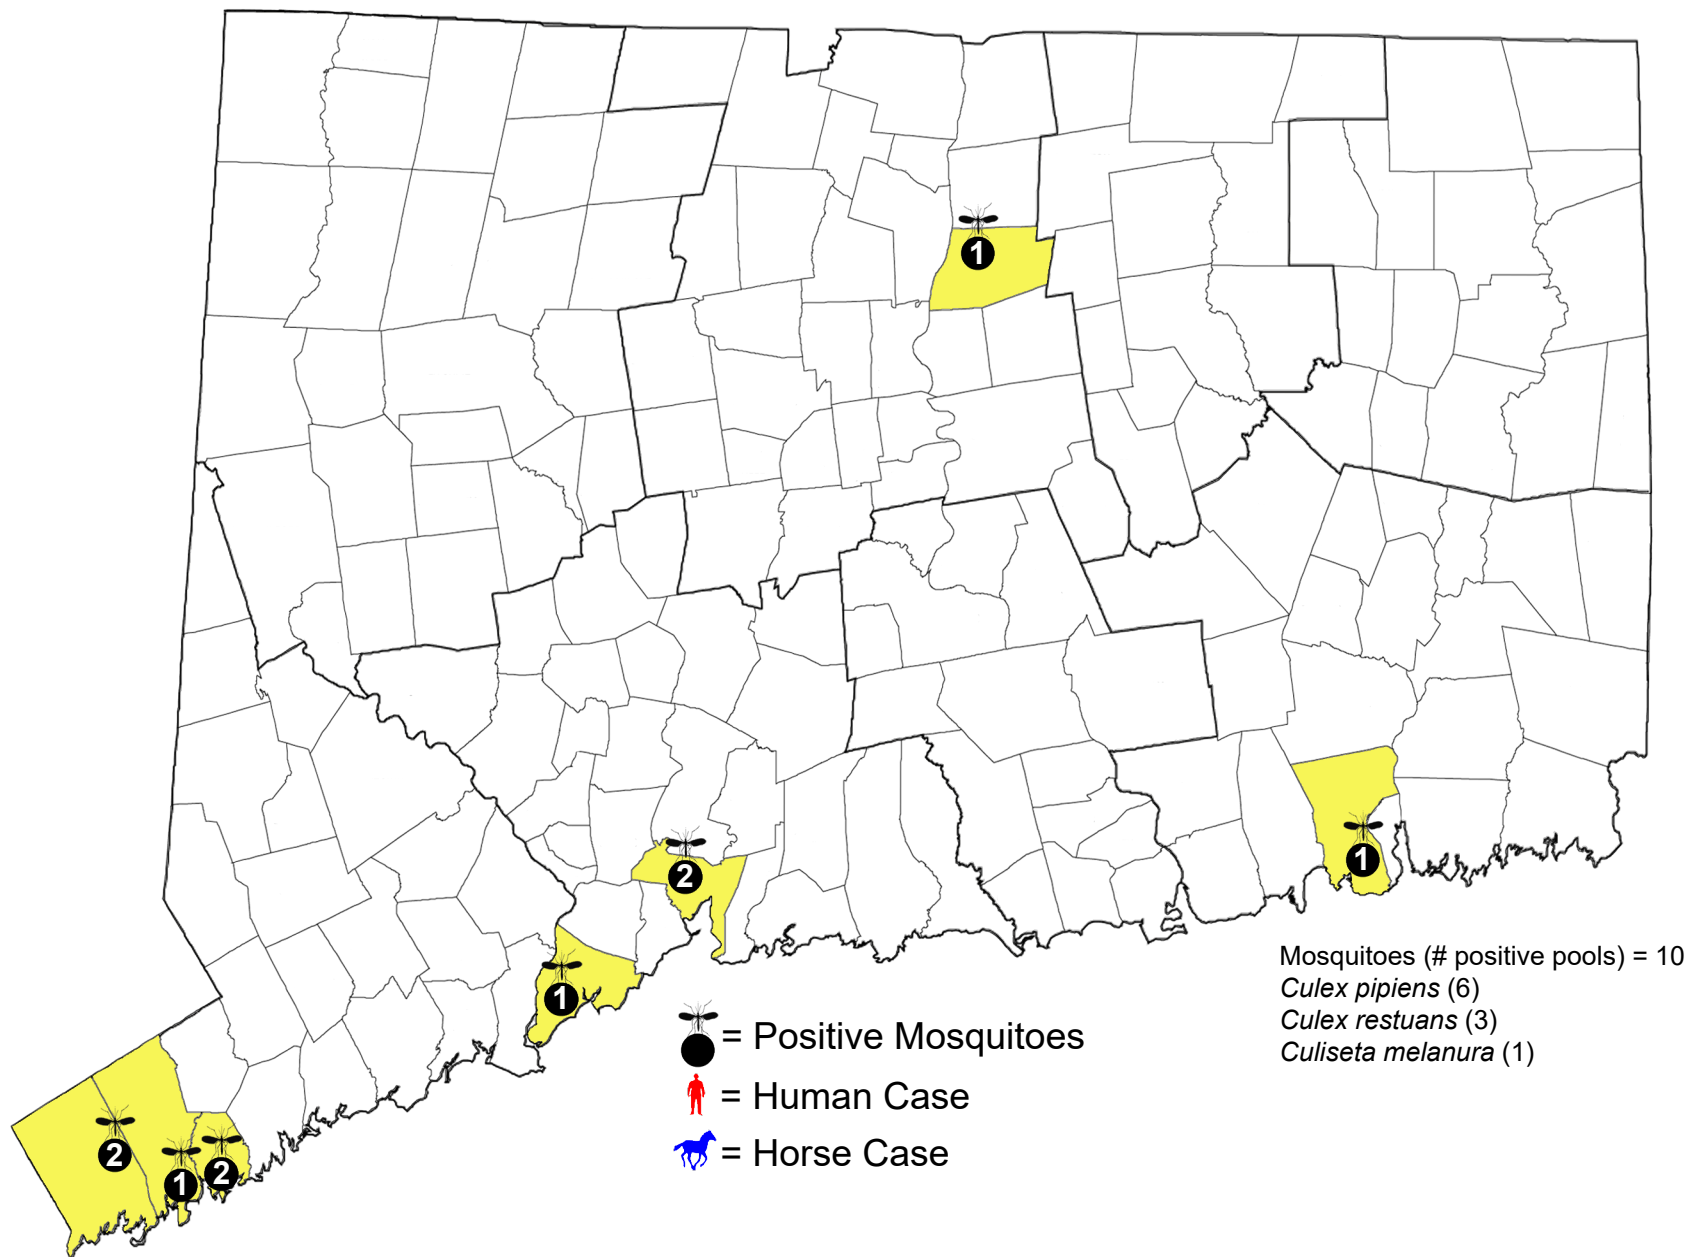 1
2
1
1
2
1
2
= Positive Mosquitoes
= Human Case
= Horse Case
Mosquitoes (# positive pools) = 10
Culex pipiens (6)
Culex restuans (3)
Culiseta melanura (1)